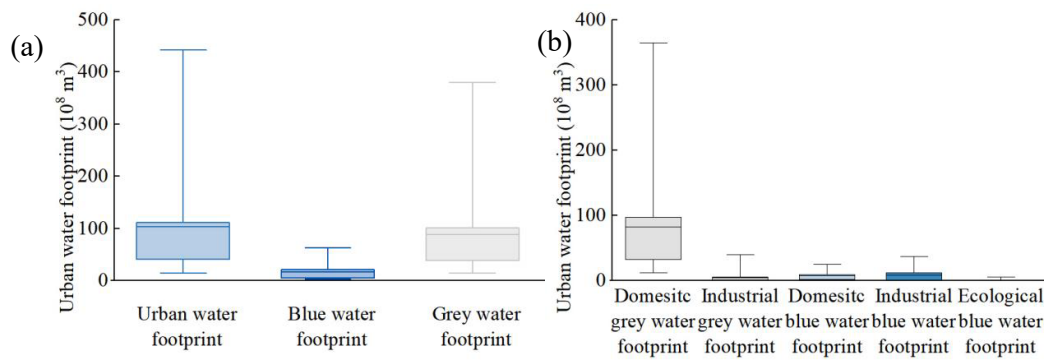 (a)
Urban water footprint (10⁸ m³)
500
400
300
200
100
0
Urban water
footprint
Blue water
footprint
Grey water
footprint
(b)
Urban water footprint (10⁸ m³)
400
300
200
100
0
Domesitc
grey water
footprint
Industrial
grey water
footprint
Domesitc
blue water
footprint
Industrial
blue water
footprint
Ecological
blue water
footprint